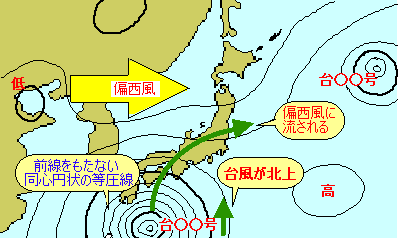 低
偏西風
台〇〇号
偏西風に
流される
前線をもたない
同心円状の等圧線
台風が北上
高
台〇〇号